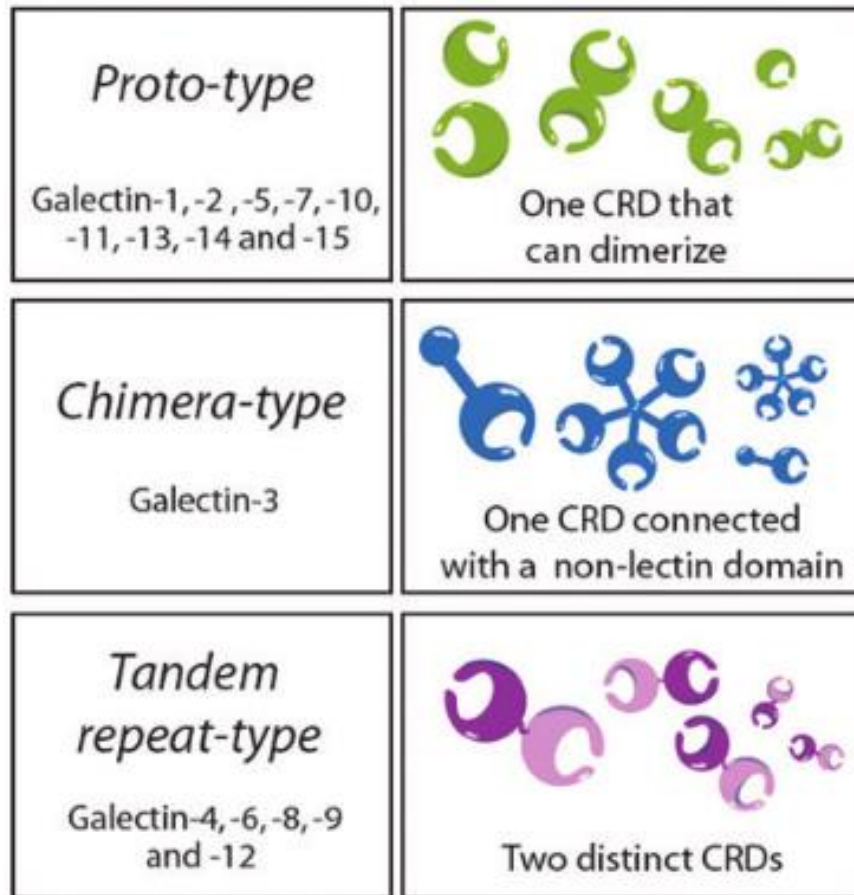 Proto-type
Galectin-1, -2 , -5, -7, -10,
-11, -13, -14 and -15
One CRD that
can dimerize
Chimera-type
Galectin-3
One CRD connected
with a non-lectin domain
Tandem
repeat-type
Galectin-4, -6, -8, -9
and -12
Two distinct CRDs